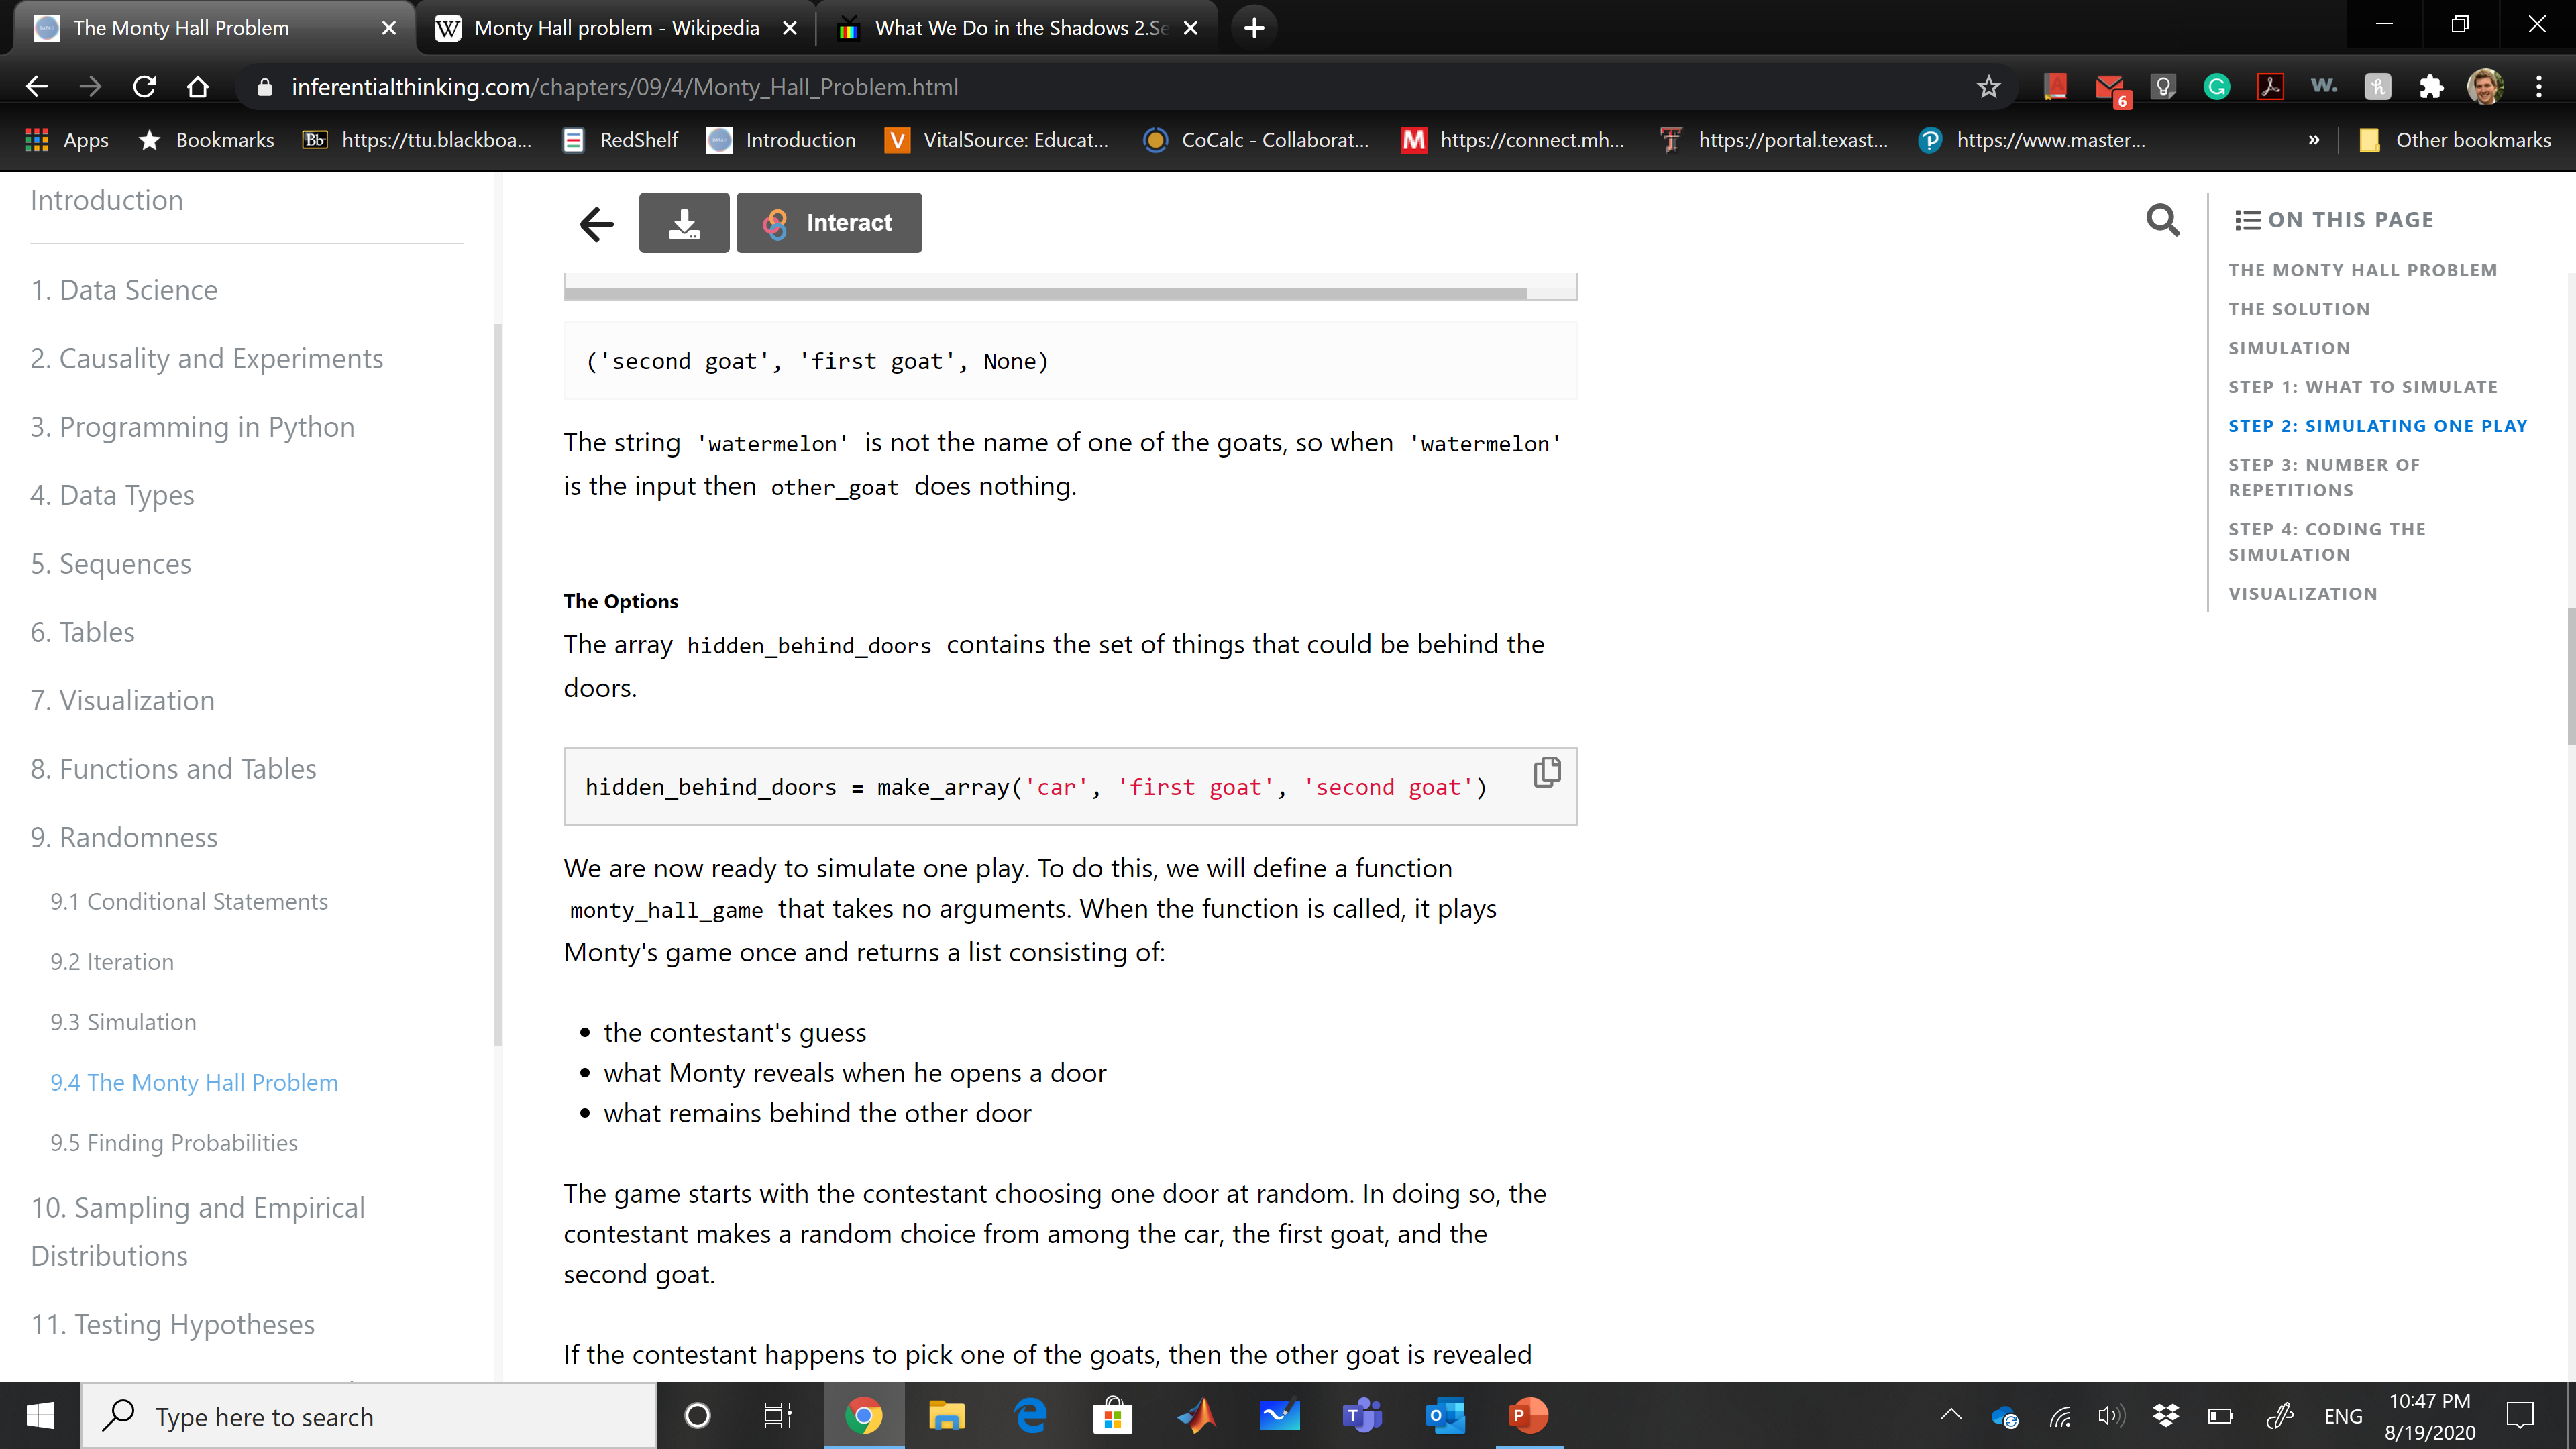 The Monty Hall Problem
Monty Hall problem - Wikipedia
What We Do in the Shadows 2.Se
inferentialthinking.com/chapters/09/4/Monty_Hall_Problem.html
6
Apps
Bookmarks
Bb
https://ttu.blackboa...
RedShelf
Introduction
VitalSource: Educat...
CoCalc - Collaborat...
https://connect.mh...
https://portal.texast...
https://www.master...
»
Other bookmarks
Introduction
1. Data Science
2. Causality and Experiments
3. Programming in Python
4. Data Types
5. Sequences
6. Tables
7. Visualization
8. Functions and Tables
9. Randomness
9.1 Conditional Statements
9.2 Iteration
9.3 Simulation
9.4 The Monty Hall Problem
9.5 Finding Probabilities
10. Sampling and Empirical
Distributions
11. Testing Hypotheses
Interact
('second goat', 'first goat', None)
The string 'watermelon' is not the name of one of the goats, so when 'watermelon'
is the input then other_goat does nothing.
The Options
The array hidden_behind_doors contains the set of things that could be behind the
doors.
hidden_behind_doors = make_array('car', 'first goat', 'second goat')
We are now ready to simulate one play. To do this, we will define a function
monty_hall_game that takes no arguments. When the function is called, it plays
Monty's game once and returns a list consisting of:
• the contestant's guess
• what Monty reveals when he opens a door
• what remains behind the other door
The game starts with the contestant choosing one door at random. In doing so, the
contestant makes a random choice from among the car, the first goat, and the
second goat.
If the contestant happens to pick one of the goats, then the other goat is revealed
ON THIS PAGE
THE MONTY HALL PROBLEM
THE SOLUTION
SIMULATION
STEP 1: WHAT TO SIMULATE
STEP 2: SIMULATING ONE PLAY
STEP 3: NUMBER OF
REPETITIONS
STEP 4: CODING THE
SIMULATION
VISUALIZATION
Type here to search
ENG
10:47 PM
8/19/2020